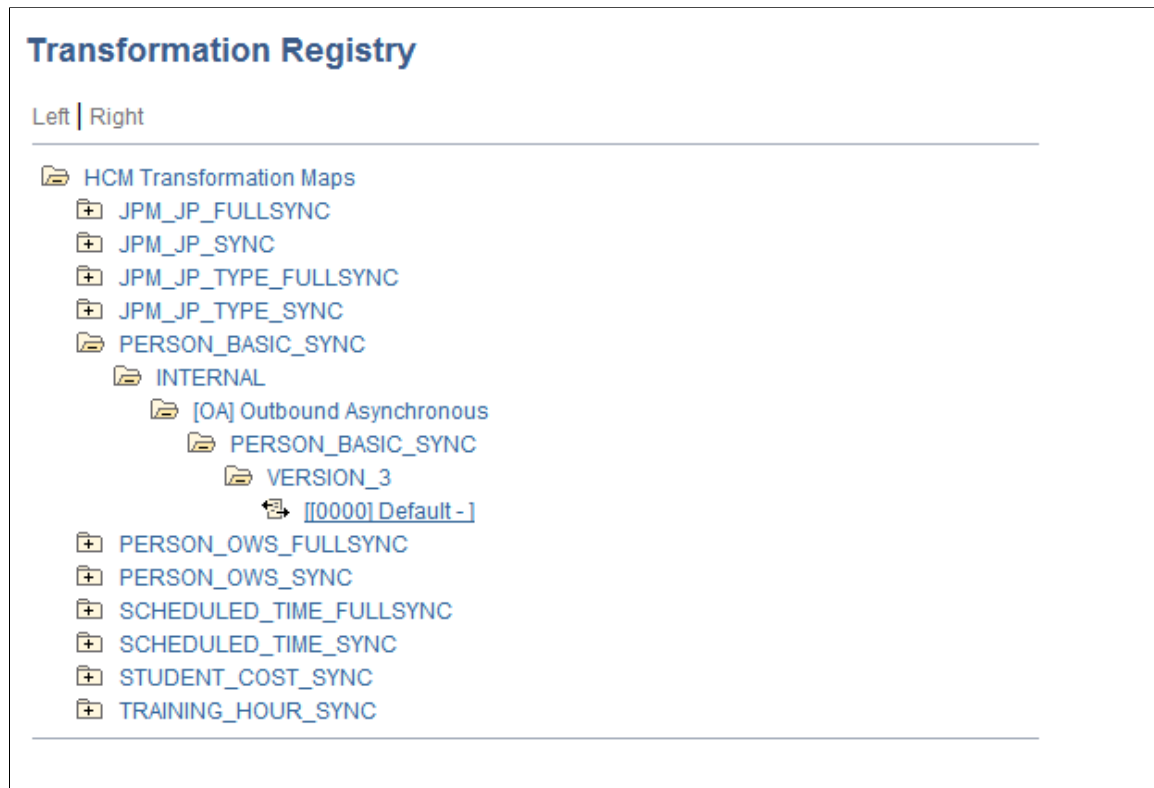 Transformation Registry
Left | Right
HCM Transformation Maps
JPM_JP_FULLSYNC
JPM_JP_SYNC
JPM_JP_TYPE_FULLSYNC
JPM_JP_TYPE_SYNC
PERSON_BASIC_SYNC
INTERNAL
[OA] Outbound Asynchronous
PERSON_BASIC_SYNC
VERSION_3
[[0000] Default - ]
PERSON_OWS_FULLSYNC
PERSON_OWS_SYNC
SCHEDULED_TIME_FULLSYNC
SCHEDULED_TIME_SYNC
STUDENT_COST_SYNC
TRAINING_HOUR_SYNC